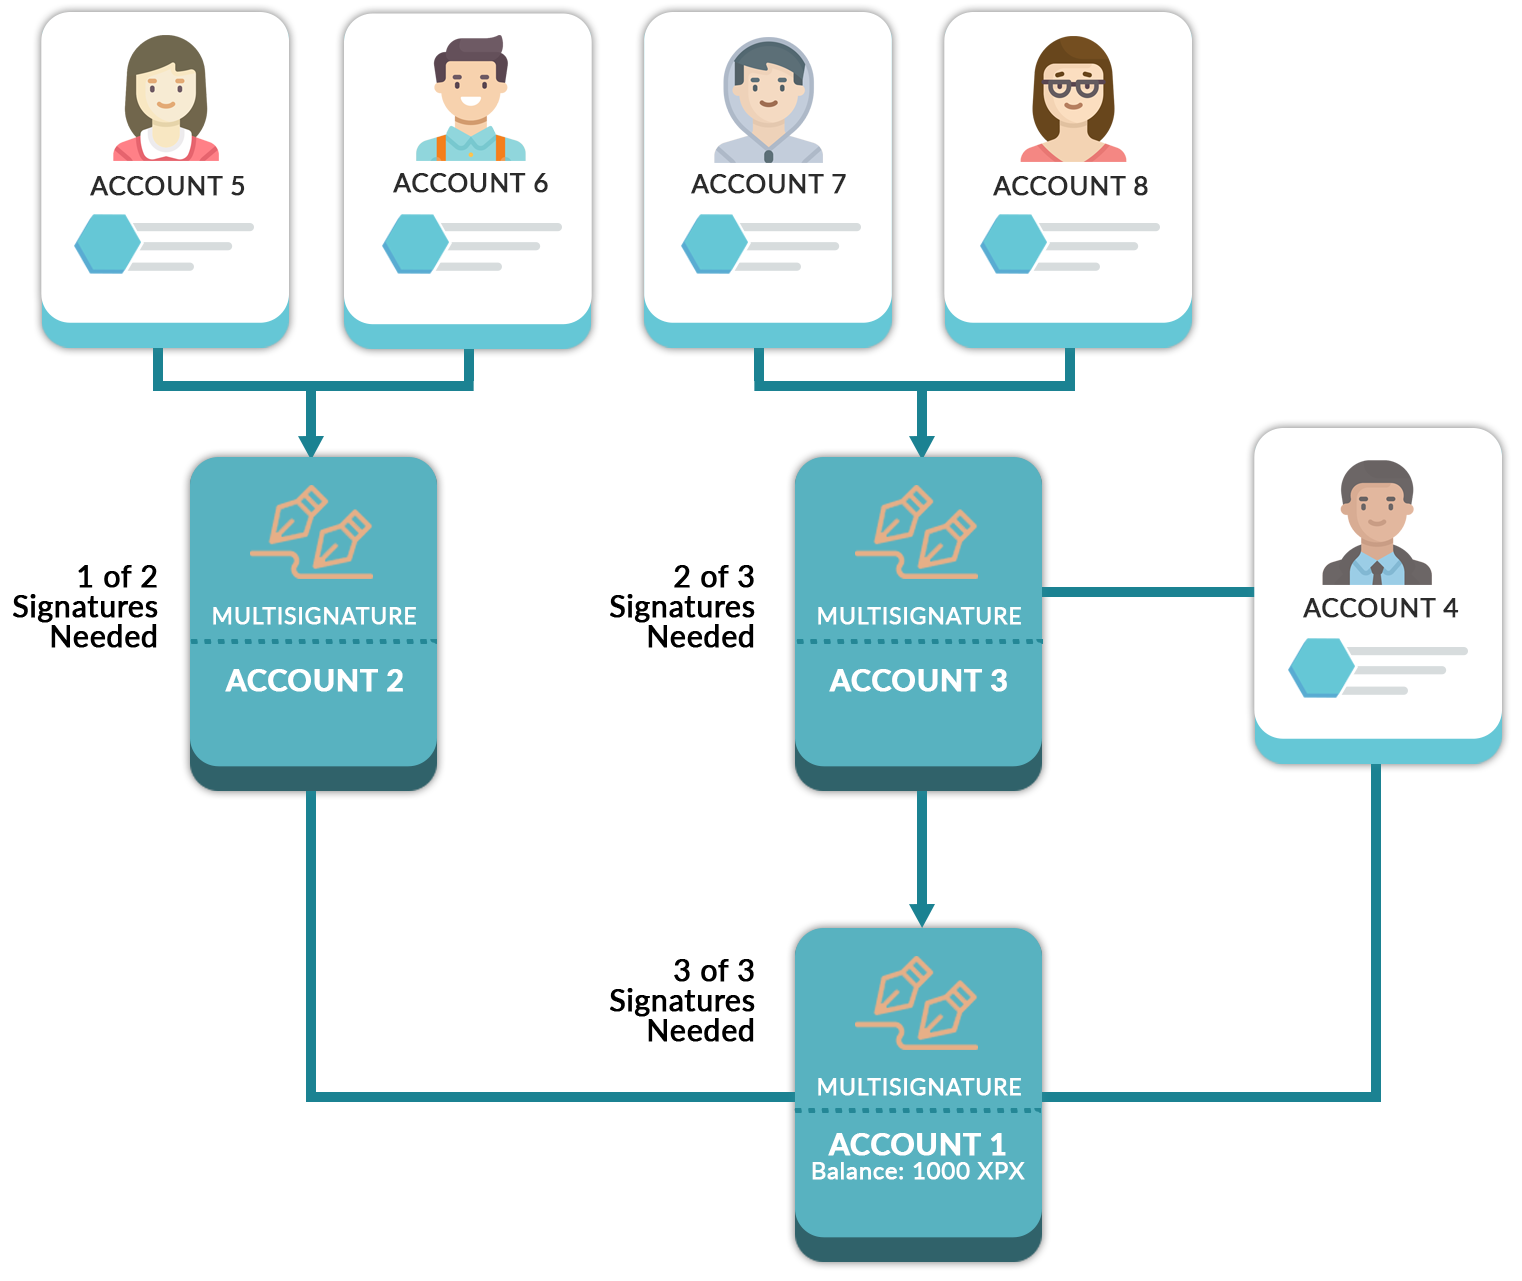 ACCOUNT 5
ACCOUNT 6
ACCOUNT 7
ACCOUNT 8
1 of 2
Signatures
Needed
MULTISIGNATURE
ACCOUNT 2
2 of 3
Signatures
Needed
MULTISIGNATURE
ACCOUNT 3
ACCOUNT 4
3 of 3
Signatures
Needed
MULTISIGNATURE
ACCOUNT 1
Balance: 1000 XPX